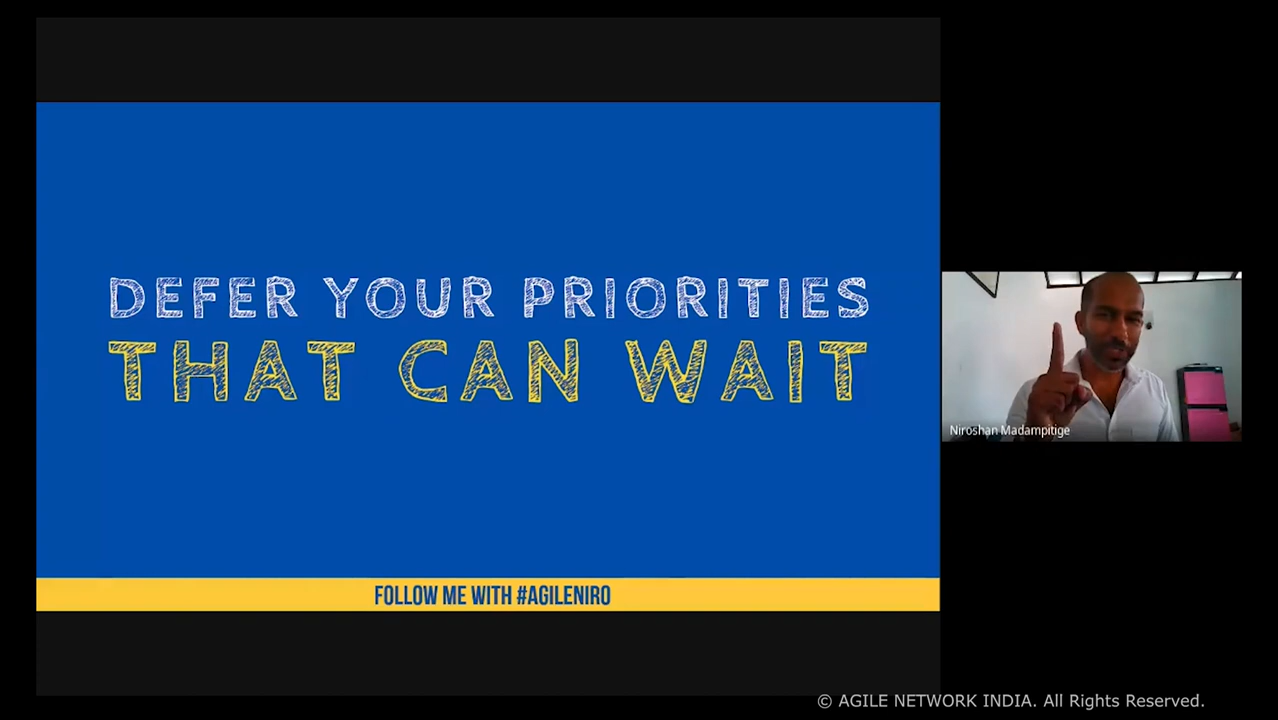 DEFER YOUR PRIORITIES
THAT CAN WAIT
Niroshan Madampitige
FOLLOW ME WITH #AGILENIRO
© AGILE NETWORK INDIA. All Rights Reserved.